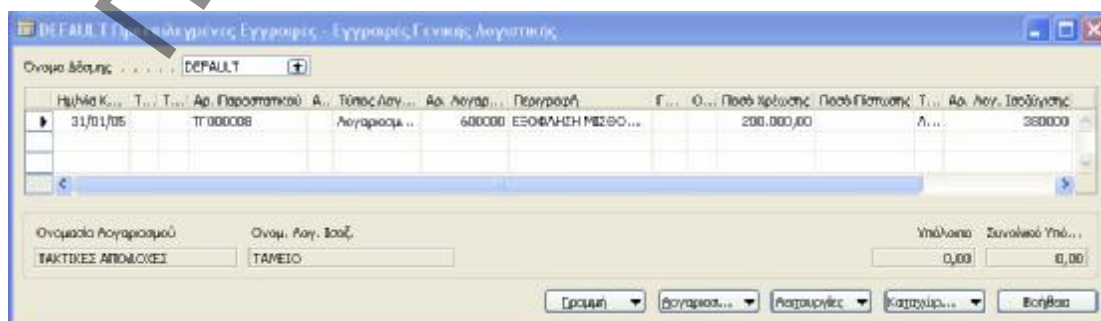 DEFAULT Προεπιλεγμένες Εγγραφές - Εγγραφές Γενικής Λογιστικής
Όνομα Δέσμης . . . . . DEFAULT
Ημ/νία Κ... Τ... Τ... Αρ. Παραστατικού Α... Τύπος Λογ... Αρ. Λογαρ... Περιγραφή Γ... Ο... Ποσό Χρέωσης Ποσό Πίστωσης Τ... Αρ. Λογ. Ισοζύγισης
31/01/05 ΤΓ000008 Λογαριασμ... 600000 ΕΞΟΦΛΗΣΗ ΜΙΣΘΟ... 200.000,00 Λ... 380000
Ονομασία Λογαριασμού Ονομ. Λογ. Ισοζ. Υπόλοιπο Συνολικό Υπό...
ΤΑΚΤΙΚΕΣ ΑΠΟΔΟΧΕΣ ΤΑΜΕΙΟ 0,00 0,00
Γραμμή Λογαριασ... Λειτουργίες Καταχώρ... Βοήθεια